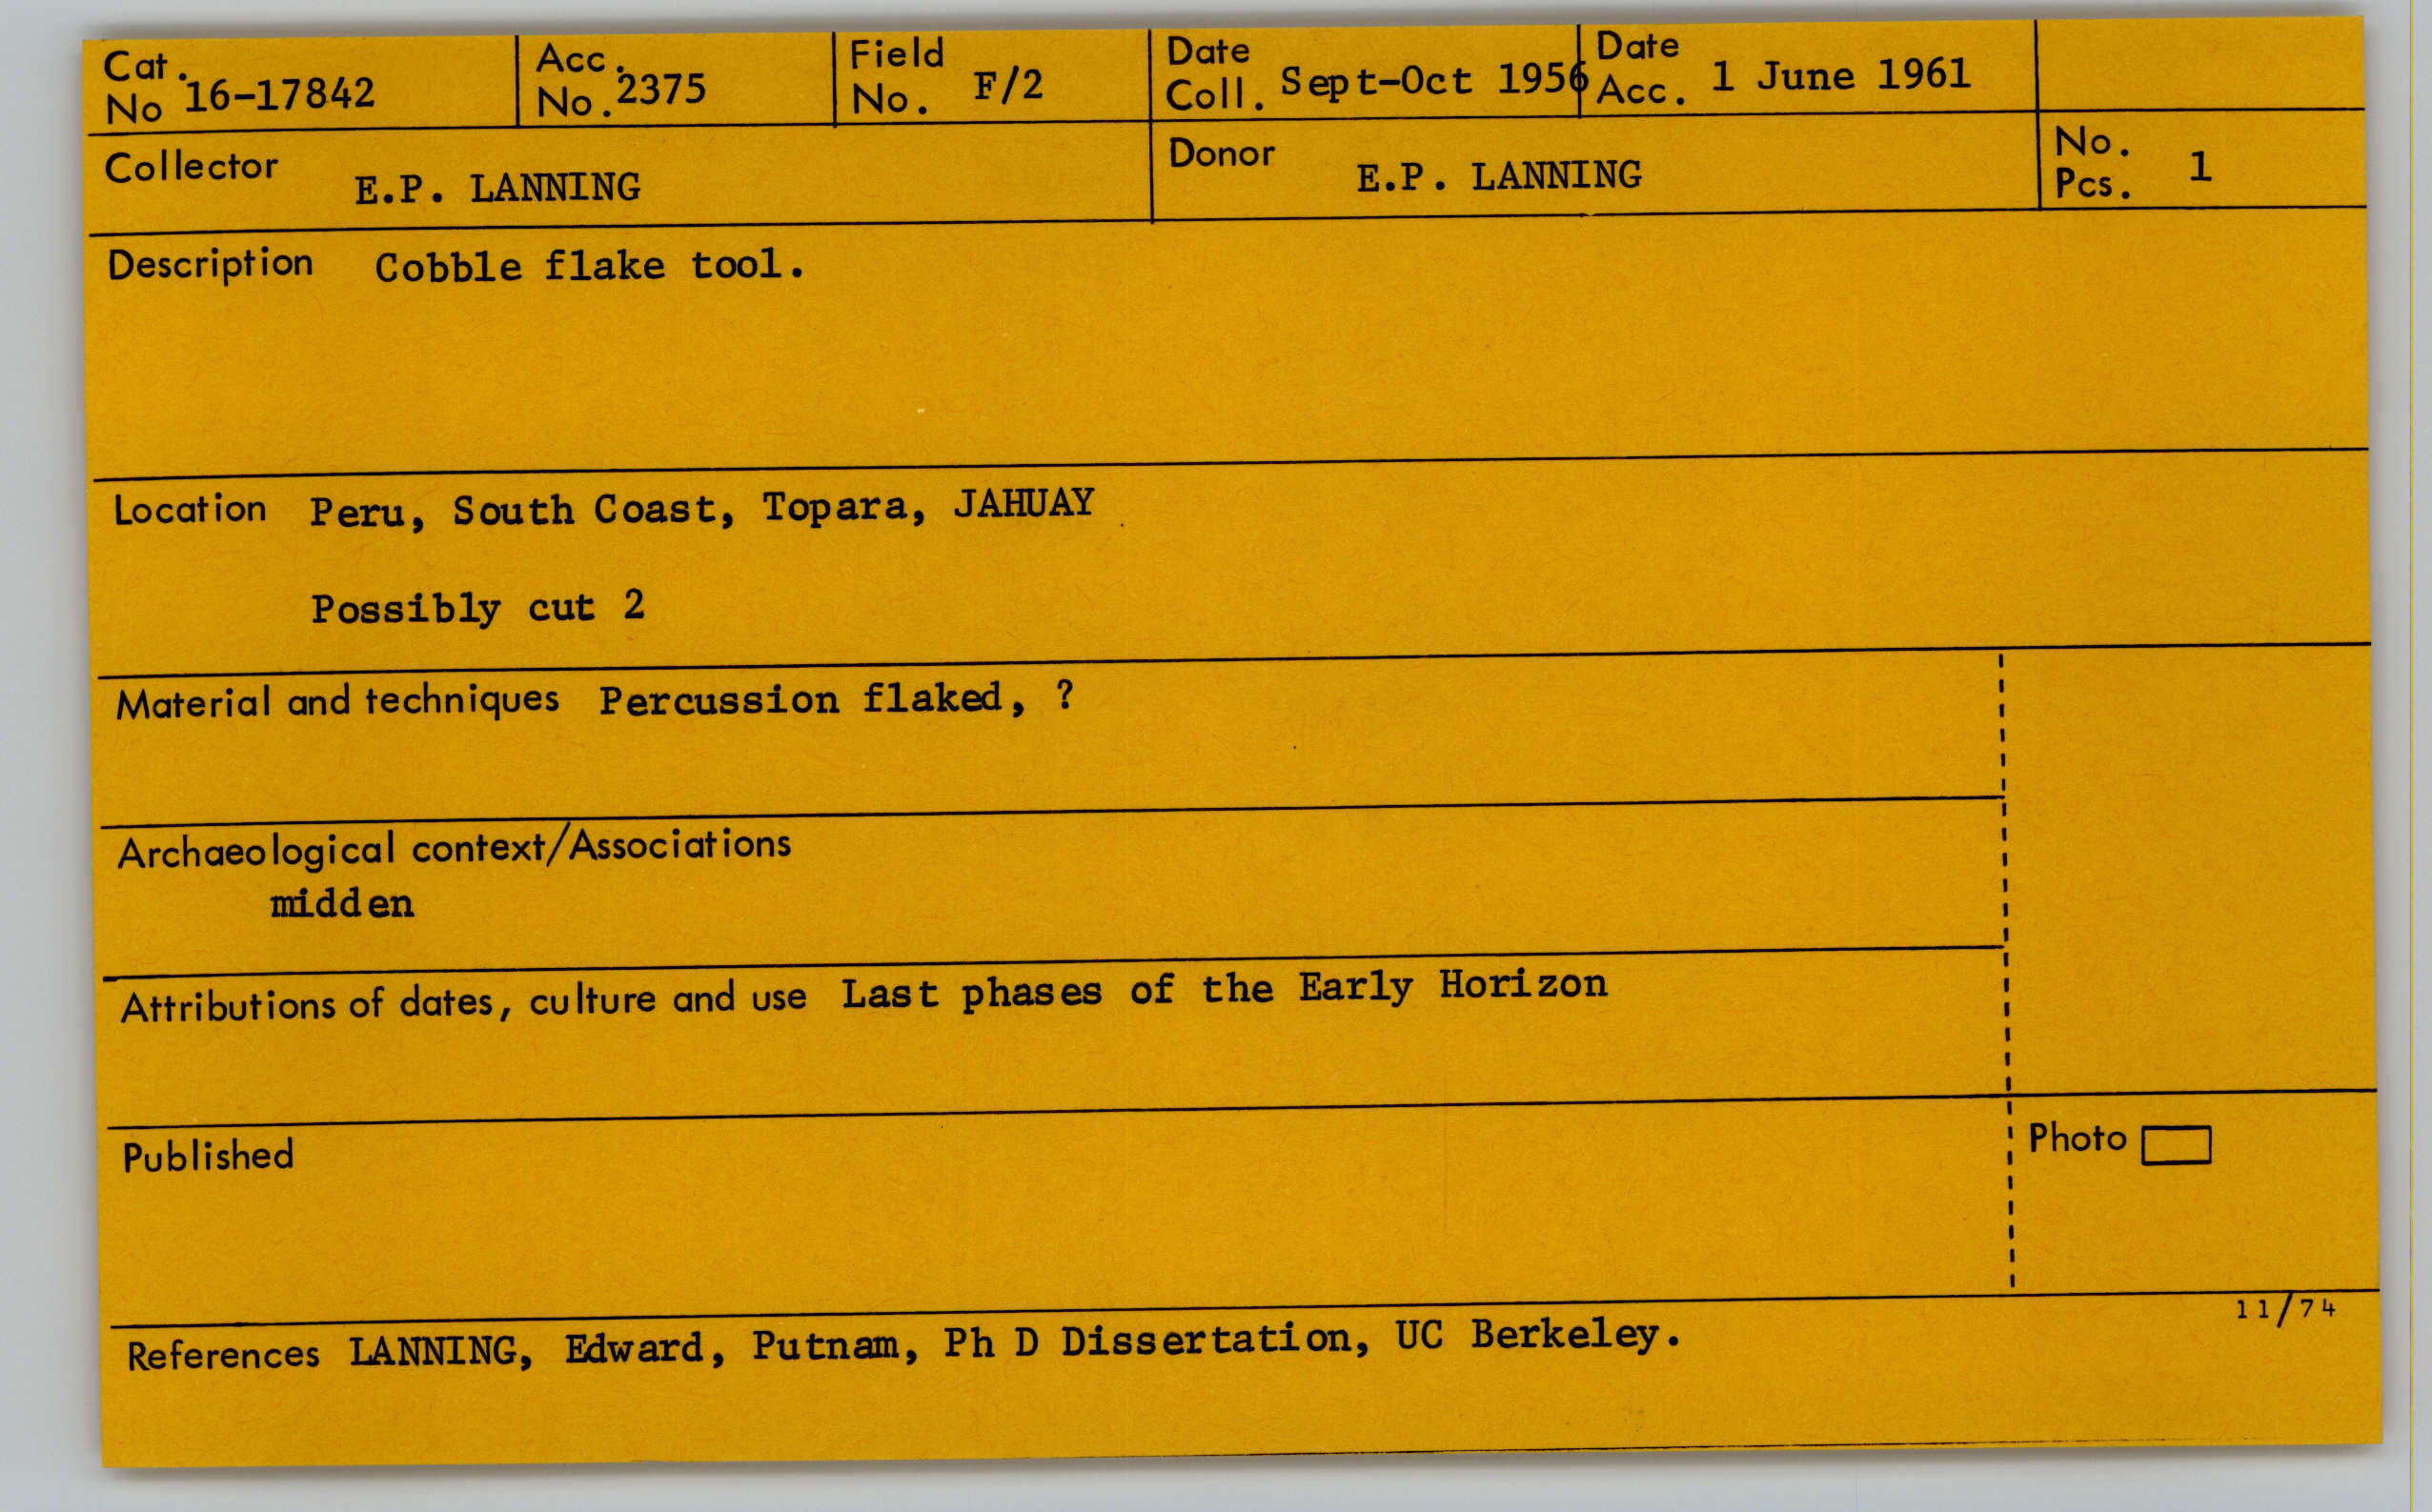 Cat. No 16-17842 Acc. No. 2375 Field No. F/2 Date Coll. Sept-Oct 1956 Date Acc. 1 June 1961
Collector E.P. LANNING Donor E.P. LANNING No. Pcs. 1
Description Cobble flake tool.
Location Peru, South Coast, Topara, JAHUAY
Possibly cut 2
Material and techniques Percussion flaked, ?
Archaeological context/Associations
midden
Attributions of dates, culture and use Last phases of the Early Horizon
Published Photo
11/74
References LANNING, Edward, Putnam, Ph D Dissertation, UC Berkeley.